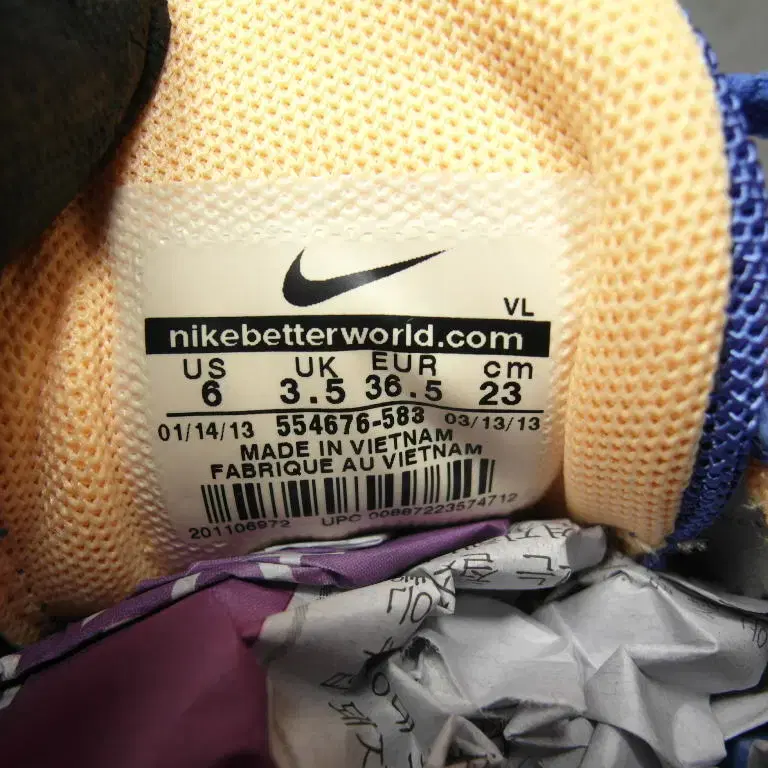 VL
nikebetterworld.com
US UK EUR cm
6 3.5 36.5 23
01/14/13 554676-583 03/13/13
MADE IN VIETNAM
FABRIQUE AU VIETNAM
201106972 UPC 00887223574712